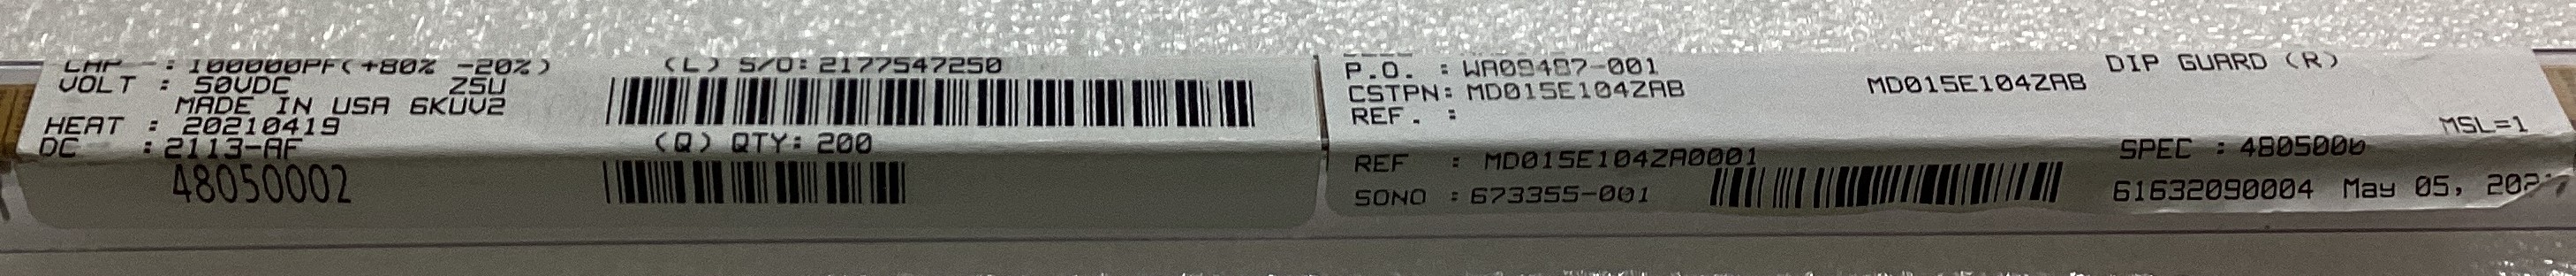 CAP : 100000PF(+80% -20%)
VOLT : 50VDC Z5U
MADE IN USA 6KUV2
HEAT : 20210419
DC : 2113-AF
48050002
(L) S/O: 2177547250
(Q) QTY: 200
P.O. : WA09487-001
CSTPN: MD015E104ZAB
REF. :
REF : MD015E104ZA0001
SONO : 673355-001
MD015E104ZAB
DIP GUARD (R)
MSL=1
SPEC : 4805000
61632090004 May 05,